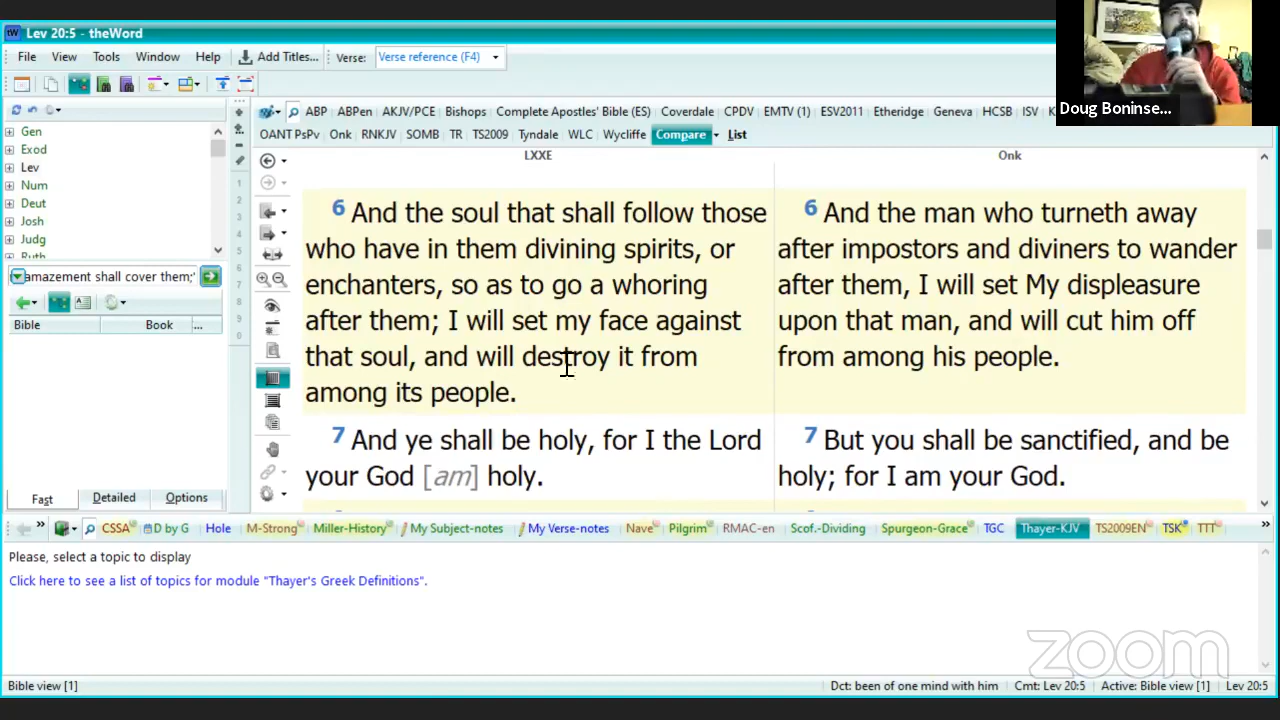 Lev 20:5 - theWord
File View Tools Window Help Add Titles... Verse: Verse reference (F4)
Doug Boninse...
ABP ABPen AKJV/PCE Bishops Complete Apostles' Bible (ES) Coverdale CPDV EMTV (1) ESV2011 Etheridge Geneva HCSB ISV
OANT PsPv Onk RNKJV SOMB TR TS2009 Tyndale WLC Wycliffe Compare List
Gen
Exod
Lev
Num
Deut
Josh
Judg
Ruth
amazement shall cover them;'
Bible Book ...
Fast Detailed Options
LXXE
6 And the soul that shall follow those
who have in them divining spirits, or
enchanters, so as to go a whoring
after them; I will set my face against
that soul, and will destroy it from
among its people.
7 And ye shall be holy, for I the Lord
your God [am] holy.
Onk
6 And the man who turneth away
after impostors and diviners to wander
after them, I will set My displeasure
upon that man, and will cut him off
from among his people.
7 But you shall be sanctified, and be
holy; for I am your God.
CSSA D by G Hole M-Strong Miller-History My Subject-notes My Verse-notes Nave Pilgrim RMAC-en Scof.-Dividing Spurgeon-Grace TGC Thayer-KJV TS2009EN TSK TTT
Please, select a topic to display
Click here to see a list of topics for module "Thayer's Greek Definitions".
zoom
Bible view [1] Dct: been of one mind with him Cmt: Lev 20:5 Active: Bible view [1] Lev 20:5